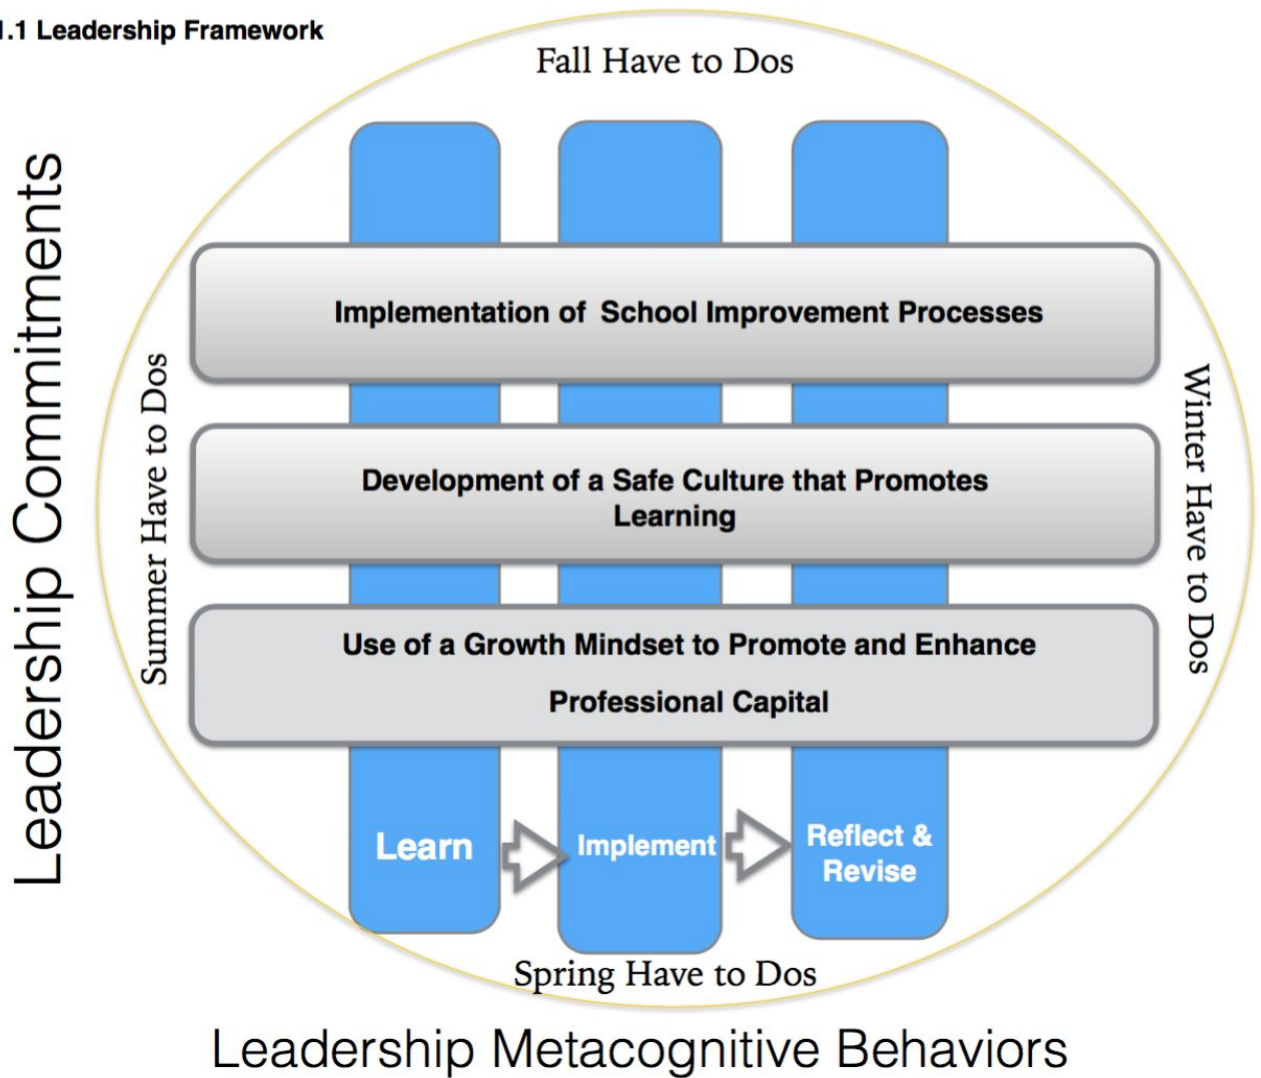 1.1 Leadership Framework
Fall Have to Dos
Leadership Commitments
Summer Have to Dos
Implementation of School Improvement Processes
Development of a Safe Culture that Promotes
Learning
Use of a Growth Mindset to Promote and Enhance
Professional Capital
Winter Have to Dos
Learn
Implement
Reflect &
Revise
Spring Have to Dos
Leadership Metacognitive Behaviors